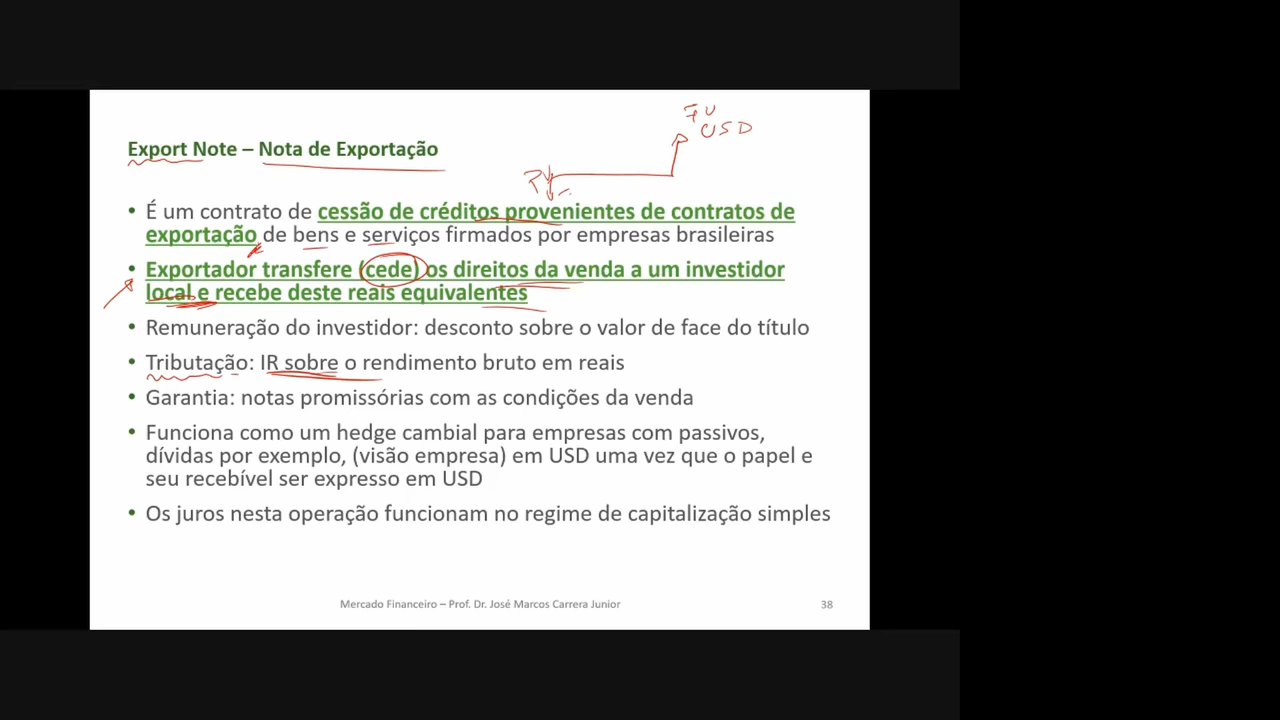 FV
USD
Export Note – Nota de Exportação
• É um contrato de cessão de créditos provenientes de contratos de
exportação de bens e serviços firmados por empresas brasileiras
• Exportador transfere (cede) os direitos da venda a um investidor
local e recebe deste reais equivalentes
• Remuneração do investidor: desconto sobre o valor de face do título
• Tributação: IR sobre o rendimento bruto em reais
• Garantia: notas promissórias com as condições da venda
• Funciona como um hedge cambial para empresas com passivos,
dívidas por exemplo, (visão empresa) em USD uma vez que o papel e
seu recebível ser expresso em USD
• Os juros nesta operação funcionam no regime de capitalização simples
Mercado Financeiro – Prof. Dr. José Marcos Carrera Junior
38